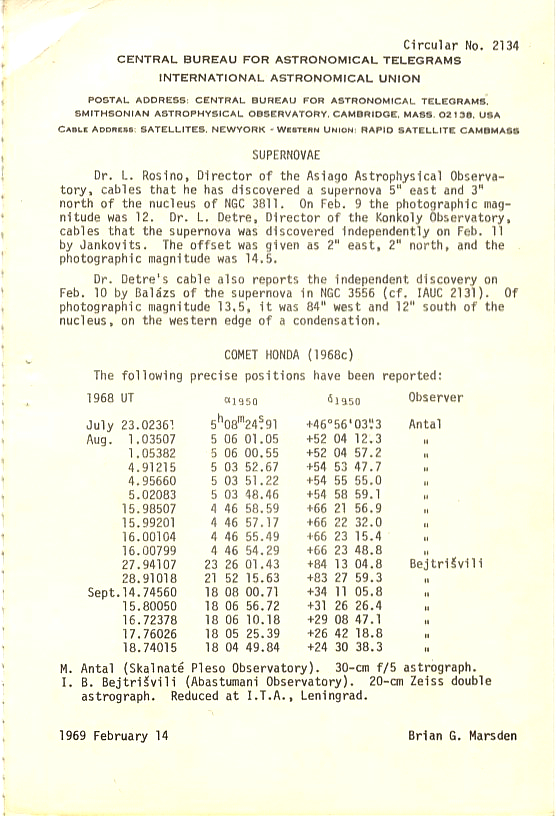 Circular No. 2134
CENTRAL BUREAU FOR ASTRONOMICAL TELEGRAMS
INTERNATIONAL ASTRONOMICAL UNION
POSTAL ADDRESS: CENTRAL BUREAU FOR ASTRONOMICAL TELEGRAMS,
SMITHSONIAN ASTROPHYSICAL OBSERVATORY, CAMBRIDGE, MASS. 02138, USA
CABLE ADDRESS: SATELLITES, NEWYORK - WESTERN UNION: RAPID SATELLITE CAMBMASS
SUPERNOVAE
Dr. L. Rosino, Director of the Asiago Astrophysical Observa-
tory, cables that he has discovered a supernova 5" east and 3"
north of the nucleus of NGC 3811. On Feb. 9 the photographic mag-
nitude was 12. Dr. L. Detre, Director of the Konkoly Observatory,
cables that the supernova was discovered independently on Feb. 11
by Jankovits. The offset was given as 2" east, 2" north, and the
photographic magnitude was 14.5.
Dr. Detre's cable also reports the independent discovery on
Feb. 10 by Balázs of the supernova in NGC 3556 (cf. IAUC 2131). Of
photographic magnitude 13.5, it was 84" west and 12" south of the
nucleus, on the western edge of a condensation.
COMET HONDA (1968c)
The following precise positions have been reported:
1968 UT α1950 δ1950 Observer
July 23.02361 5h08m24s.91 +46°56'03".3 Antal
Aug. 1.03507 5 06 01.05 +52 04 12.3 "
1.05382 5 06 00.55 +52 04 57.2 "
4.91215 5 03 52.67 +54 53 47.7 "
4.95660 5 03 51.22 +54 55 55.0 "
5.02083 5 03 48.46 +54 58 59.1 "
15.98507 4 46 58.59 +66 21 56.9 "
15.99201 4 46 57.17 +66 22 32.0 "
16.00104 4 46 55.49 +66 23 15.4 "
16.00799 4 46 54.29 +66 23 48.8 "
27.94107 23 26 01.43 +84 13 04.8 Bejtrišvili
28.91018 21 52 15.63 +83 27 59.3 "
Sept.14.74560 18 08 00.71 +34 11 05.8 "
15.80050 18 06 56.72 +31 26 26.4 "
16.72378 18 06 10.18 +29 08 47.1 "
17.76026 18 05 25.39 +26 42 18.8 "
18.74015 18 04 49.84 +24 30 38.3 "
M. Antal (Skalnaté Pleso Observatory). 30-cm f/5 astrograph.
I. B. Bejtrišvili (Abastumani Observatory). 20-cm Zeiss double
astrograph. Reduced at I.T.A., Leningrad.
1969 February 14 Brian G. Marsden